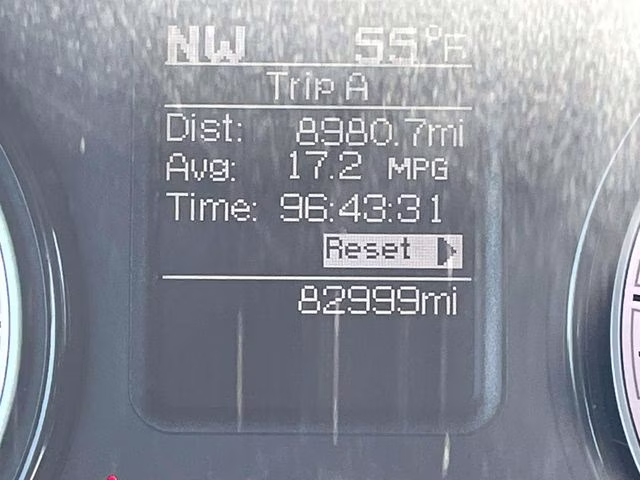 NW 55°F
Trip A
Dist: 8980.7mi
Avg: 17.2 MPG
Time: 96:43:31
Reset
82999mi